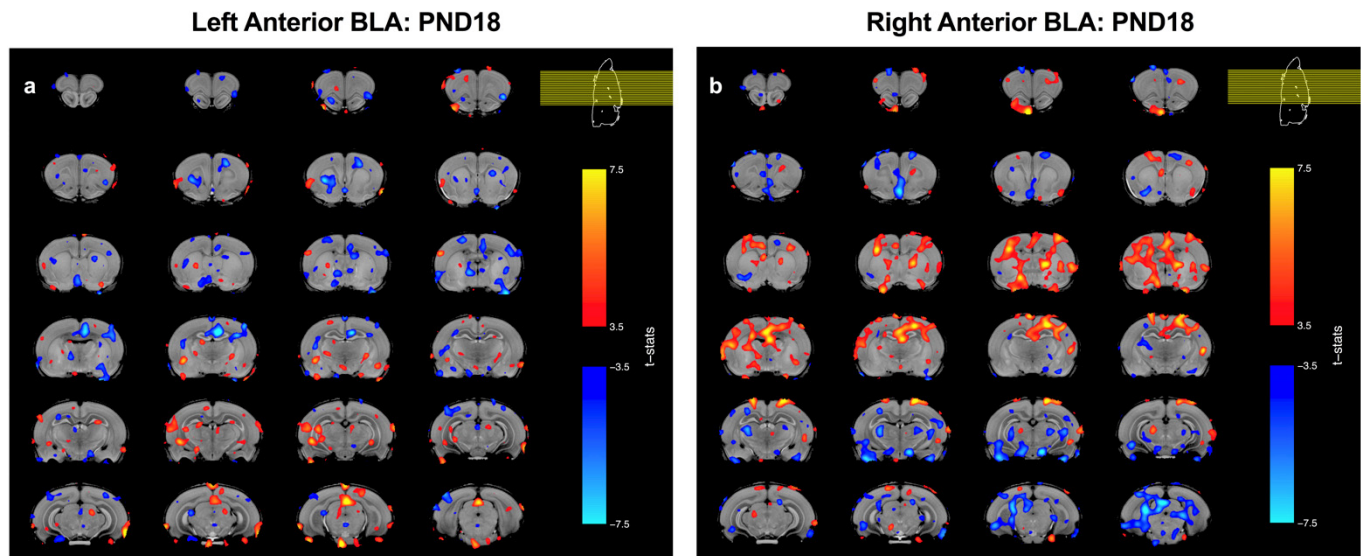 Left Anterior BLA: PND18
Right Anterior BLA: PND18
a
7.5
3.5
t–stats
–3.5
–7.5
b
7.5
3.5
t–stats
–3.5
–7.5